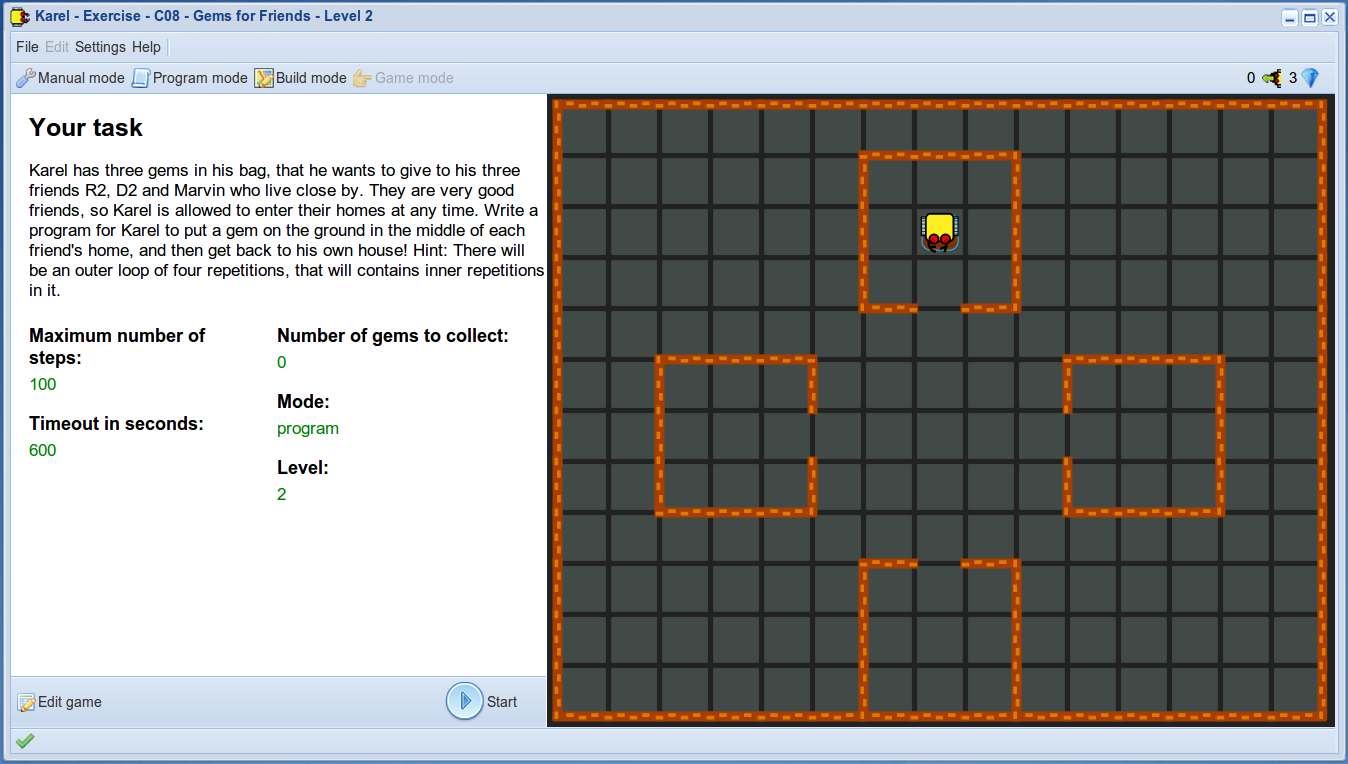 Karel - Exercise - C08 - Gems for Friends - Level 2
File Edit Settings Help
Manual mode Program mode Build mode Game mode 0 3
Your task
Karel has three gems in his bag, that he wants to give to his three
friends R2, D2 and Marvin who live close by. They are very good
friends, so Karel is allowed to enter their homes at any time. Write a
program for Karel to put a gem on the ground in the middle of each
friend's home, and then get back to his own house! Hint: There will
be an outer loop of four repetitions, that will contains inner repetitions
in it.
Maximum number of
steps:
100
Timeout in seconds:
600
Number of gems to collect:
0
Mode:
program
Level:
2
Edit game
Start